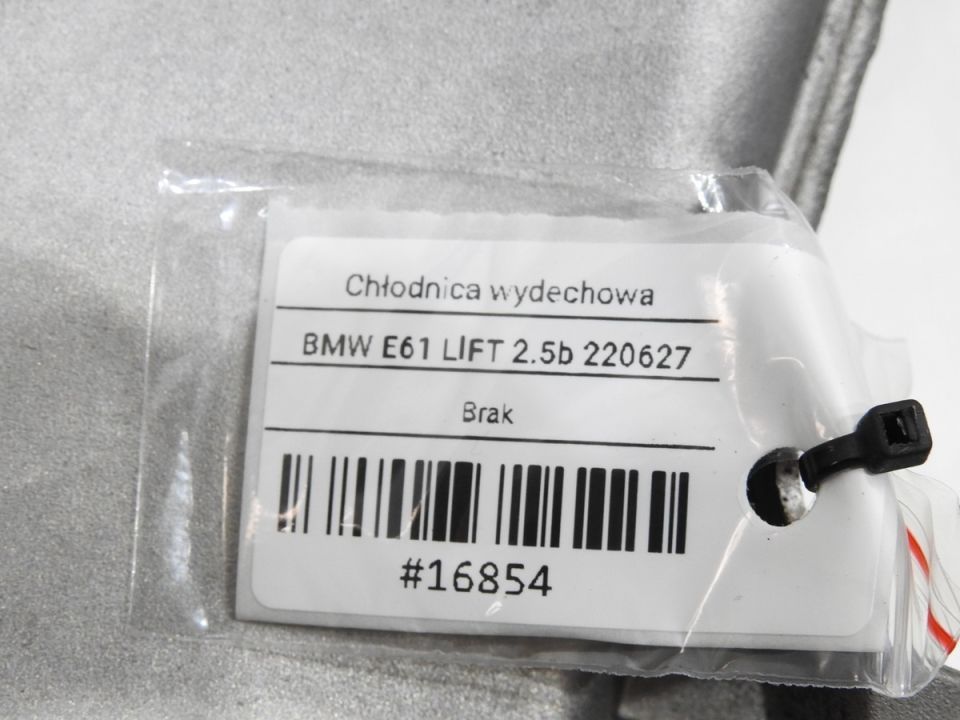 Chłodnica wydechowa
BMW E61 LIFT 2.5b 220627
Brak
#16854